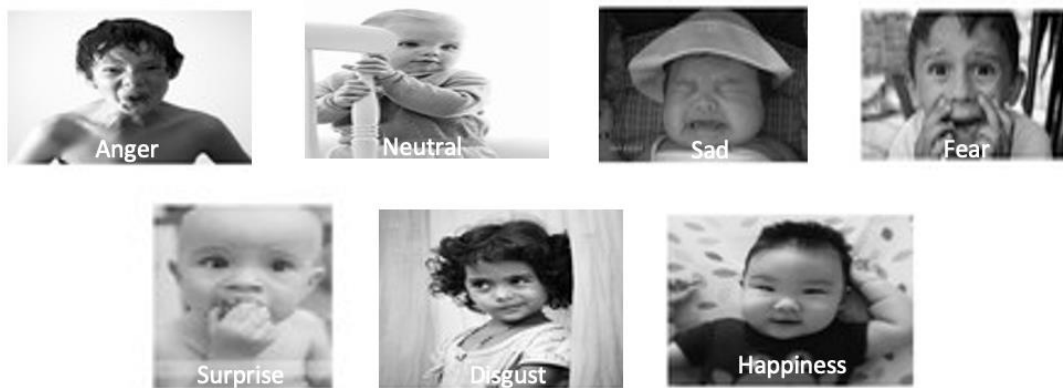 Anger
Neutral
Sad
Fear
Surprise
Disgust
Happiness